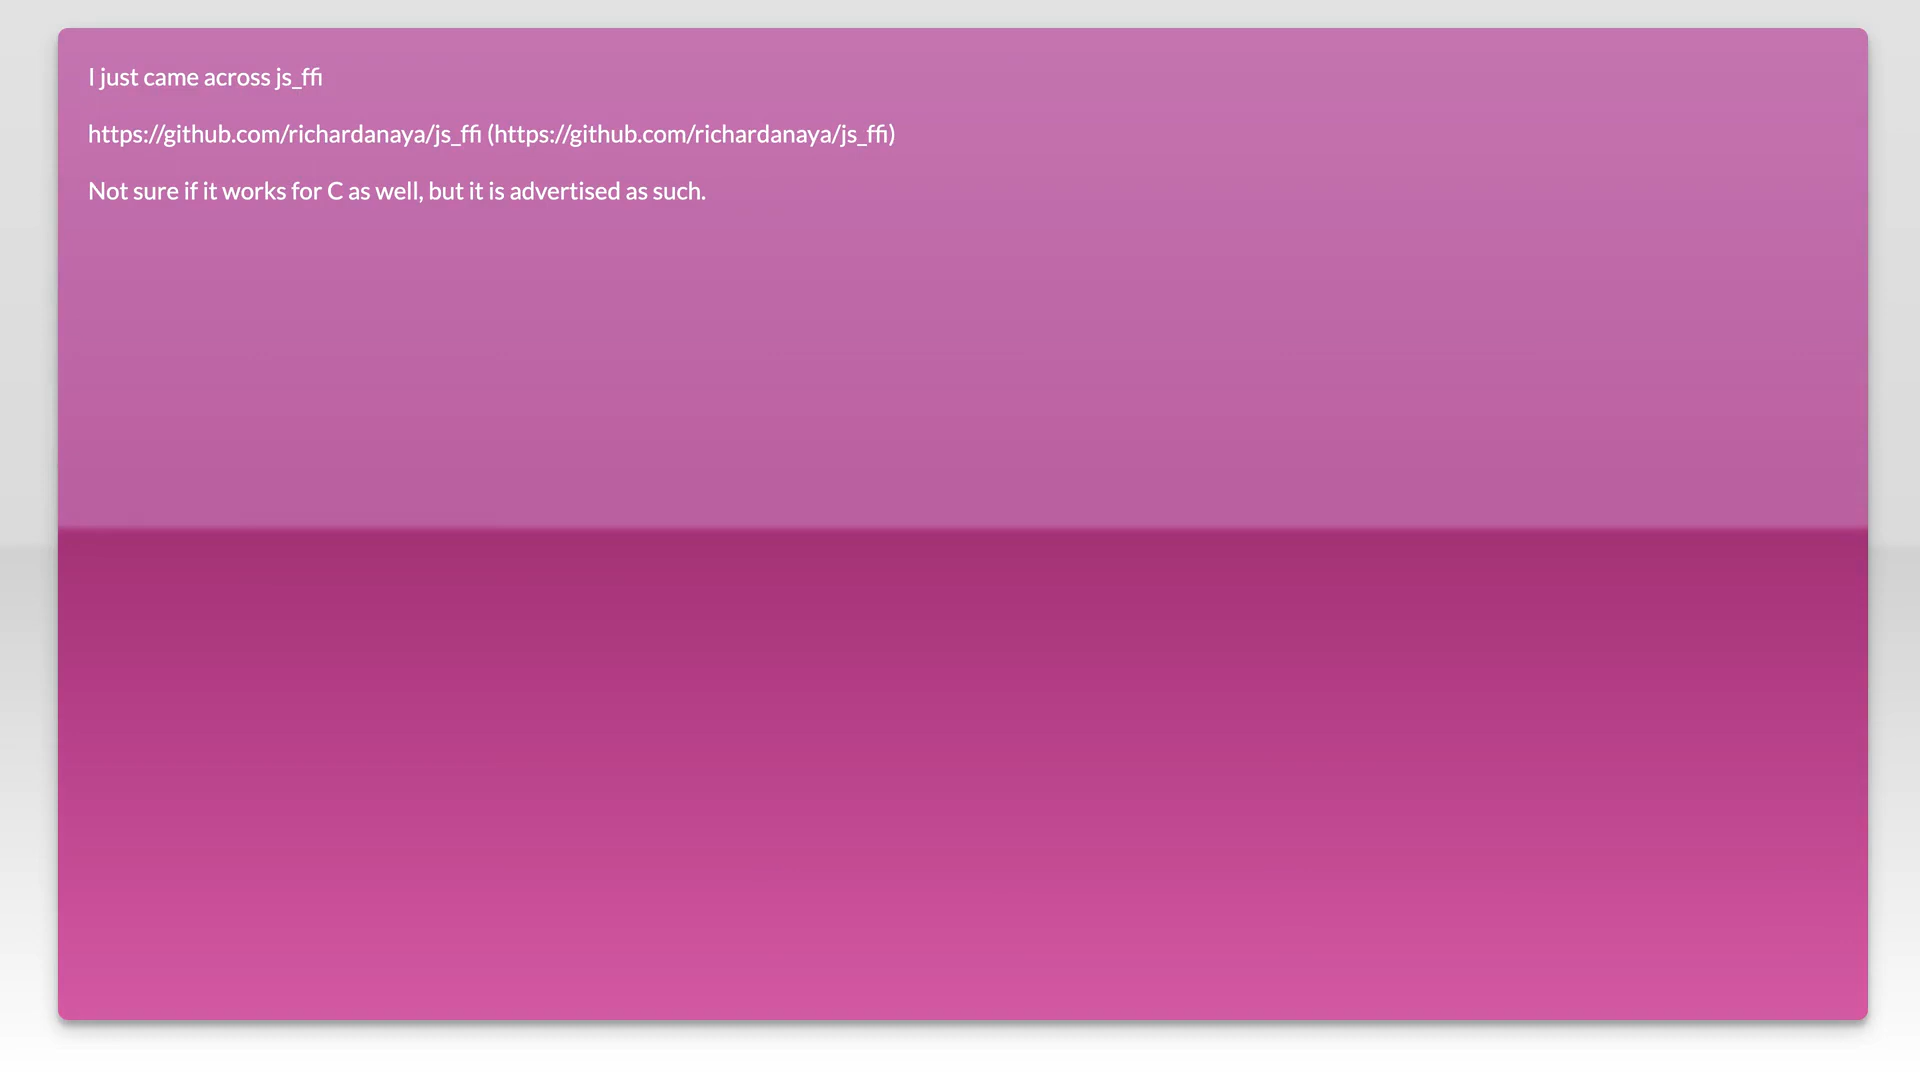 I just came across js_ffi
https://github.com/richardanaya/js_ffi (https://github.com/richardanaya/js_ffi)
Not sure if it works for C as well, but it is advertised as such.